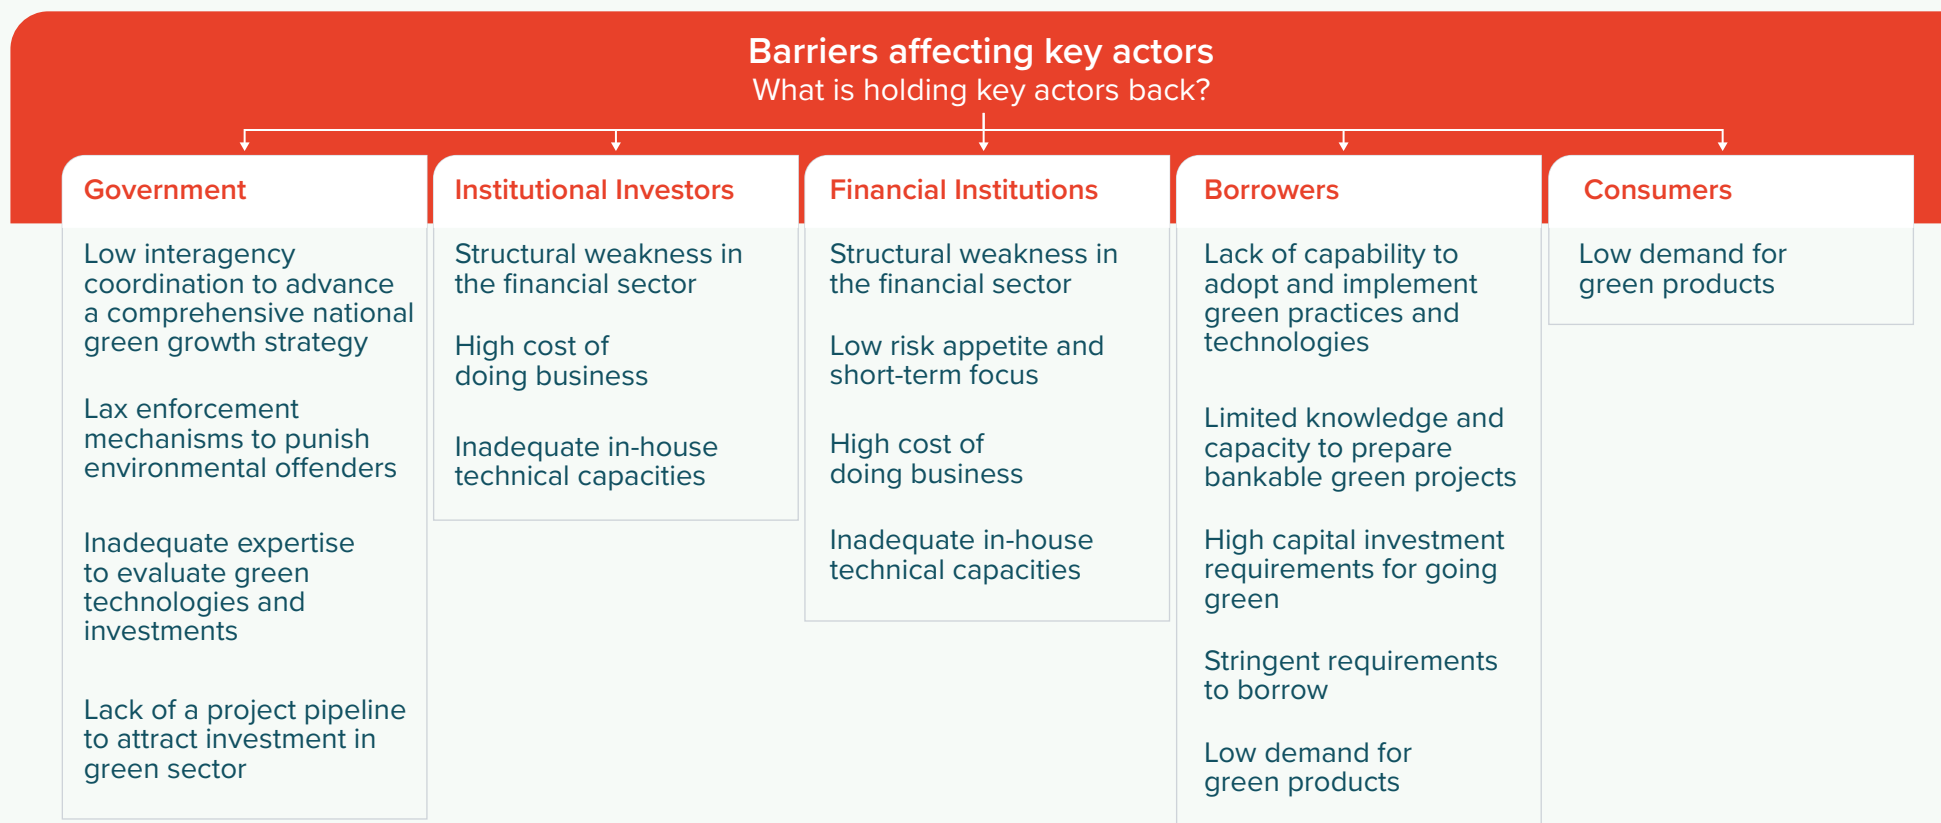 Barriers affecting key actors
What is holding key actors back?
Government
Low interagency
coordination to advance
a comprehensive national
green growth strategy
Lax enforcement
mechanisms to punish
environmental offenders
Inadequate expertise
to evaluate green
technologies and
investments
Lack of a project pipeline
to attract investment in
green sector
Institutional Investors
Structural weakness in
the financial sector
High cost of
doing business
Inadequate in-house
technical capacities
Financial Institutions
Structural weakness in
the financial sector
Low risk appetite and
short-term focus
High cost of
doing business
Inadequate in-house
technical capacities
Borrowers
Lack of capability to
adopt and implement
green practices and
technologies
Limited knowledge and
capacity to prepare
bankable green projects
High capital investment
requirements for going
green
Stringent requirements
to borrow
Low demand for
green products
Consumers
Low demand for
green products